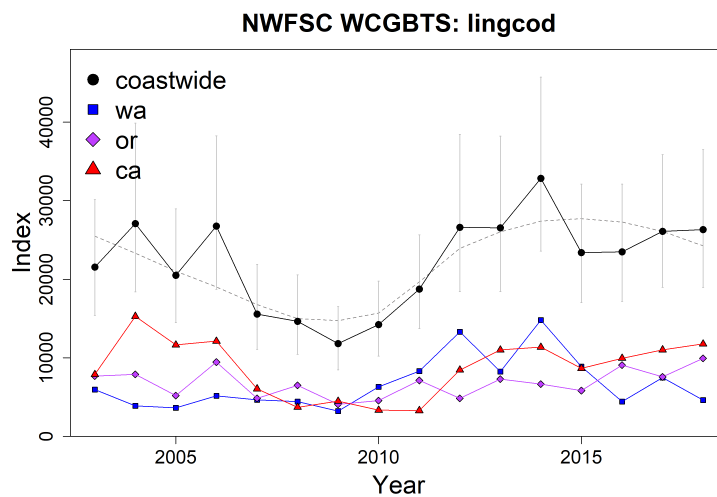 NWFSC WCGBTS: lingcod
coastwide
wa
or
ca
Index
40000
30000
20000
10000
0
2005 2010 2015
Year